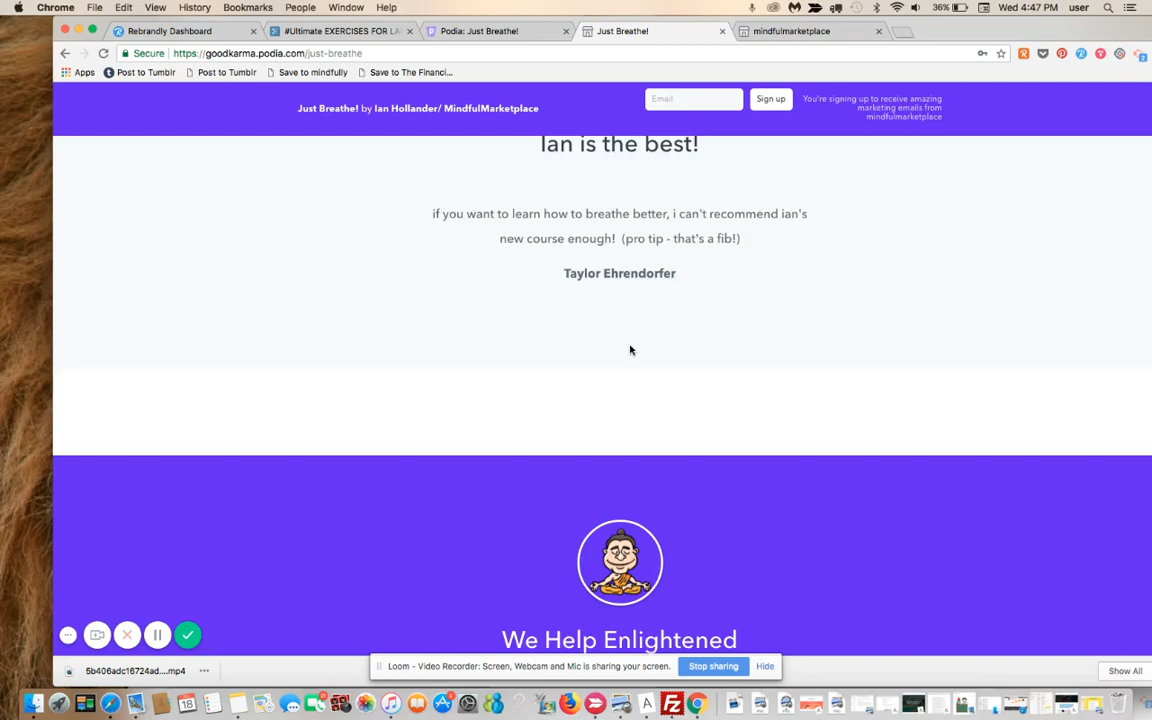 Chrome File Edit View History Bookmarks People Window Help 36% Wed 4:47 PM user
Rebrandly Dashboard #Ultimate EXERCISES FOR LA Podia: Just Breathe! Just Breathe! mindfulmarketplace
Secure https://goodkarma.podia.com/just-breathe
Apps Post to Tumblr Post to Tumblr Save to mindfully Save to The Financi...
Just Breathe! by Ian Hollander/ MindfulMarketplace
Email
Sign up
You're signing up to receive amazing
marketing emails from
mindfulmarketplace
Ian is the best!
if you want to learn how to breathe better, i can't recommend ian's
new course enough! (pro tip - that's a fib!)
Taylor Ehrendorfer
We Help Enlightened
Loom - Video Recorder: Screen, Webcam and Mic is sharing your screen. Stop sharing Hide
5b406adc16724ad....mp4
Show All